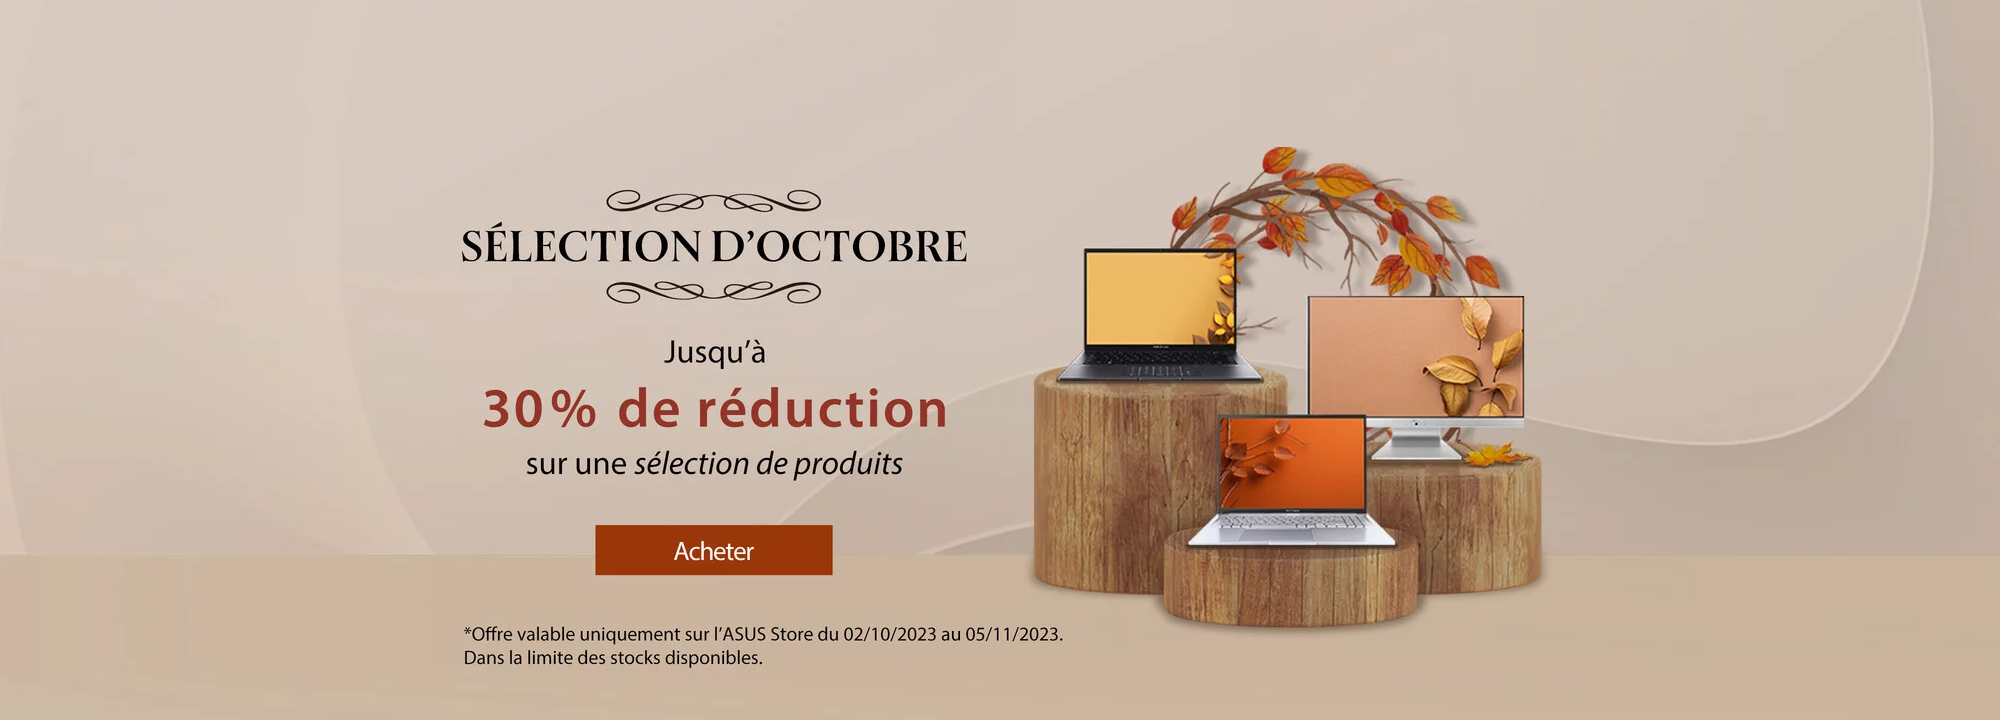 SÉLECTION D’OCTOBRE
Jusqu’à
30% de réduction
sur une sélection de produits
Acheter
*Offre valable uniquement sur l’ASUS Store du 02/10/2023 au 05/11/2023.
Dans la limite des stocks disponibles.